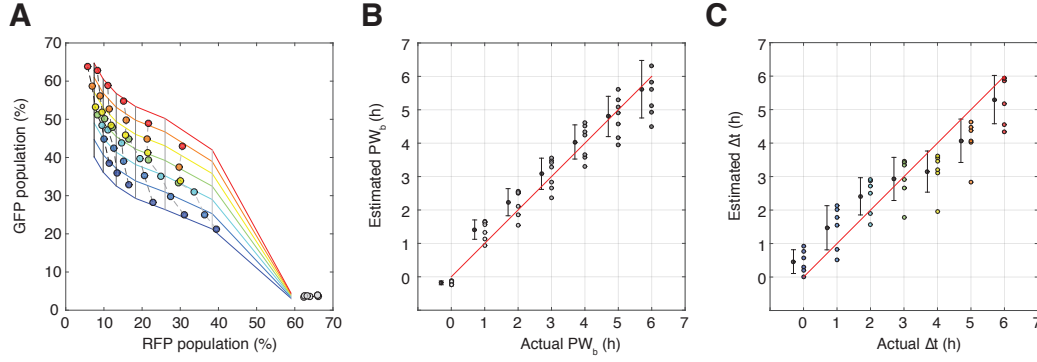 A
B
C
GFP population (%)
70
60
50
40
30
20
10
0
0 10 20 30 40 50 60 70
RFP population (%)
Estimated PW_b (h)
7
6
5
4
3
2
1
0
0 1 2 3 4 5 6 7
Actual PW_b (h)
Estimated Δt (h)
7
6
5
4
3
2
1
0
0 1 2 3 4 5 6 7
Actual Δt (h)